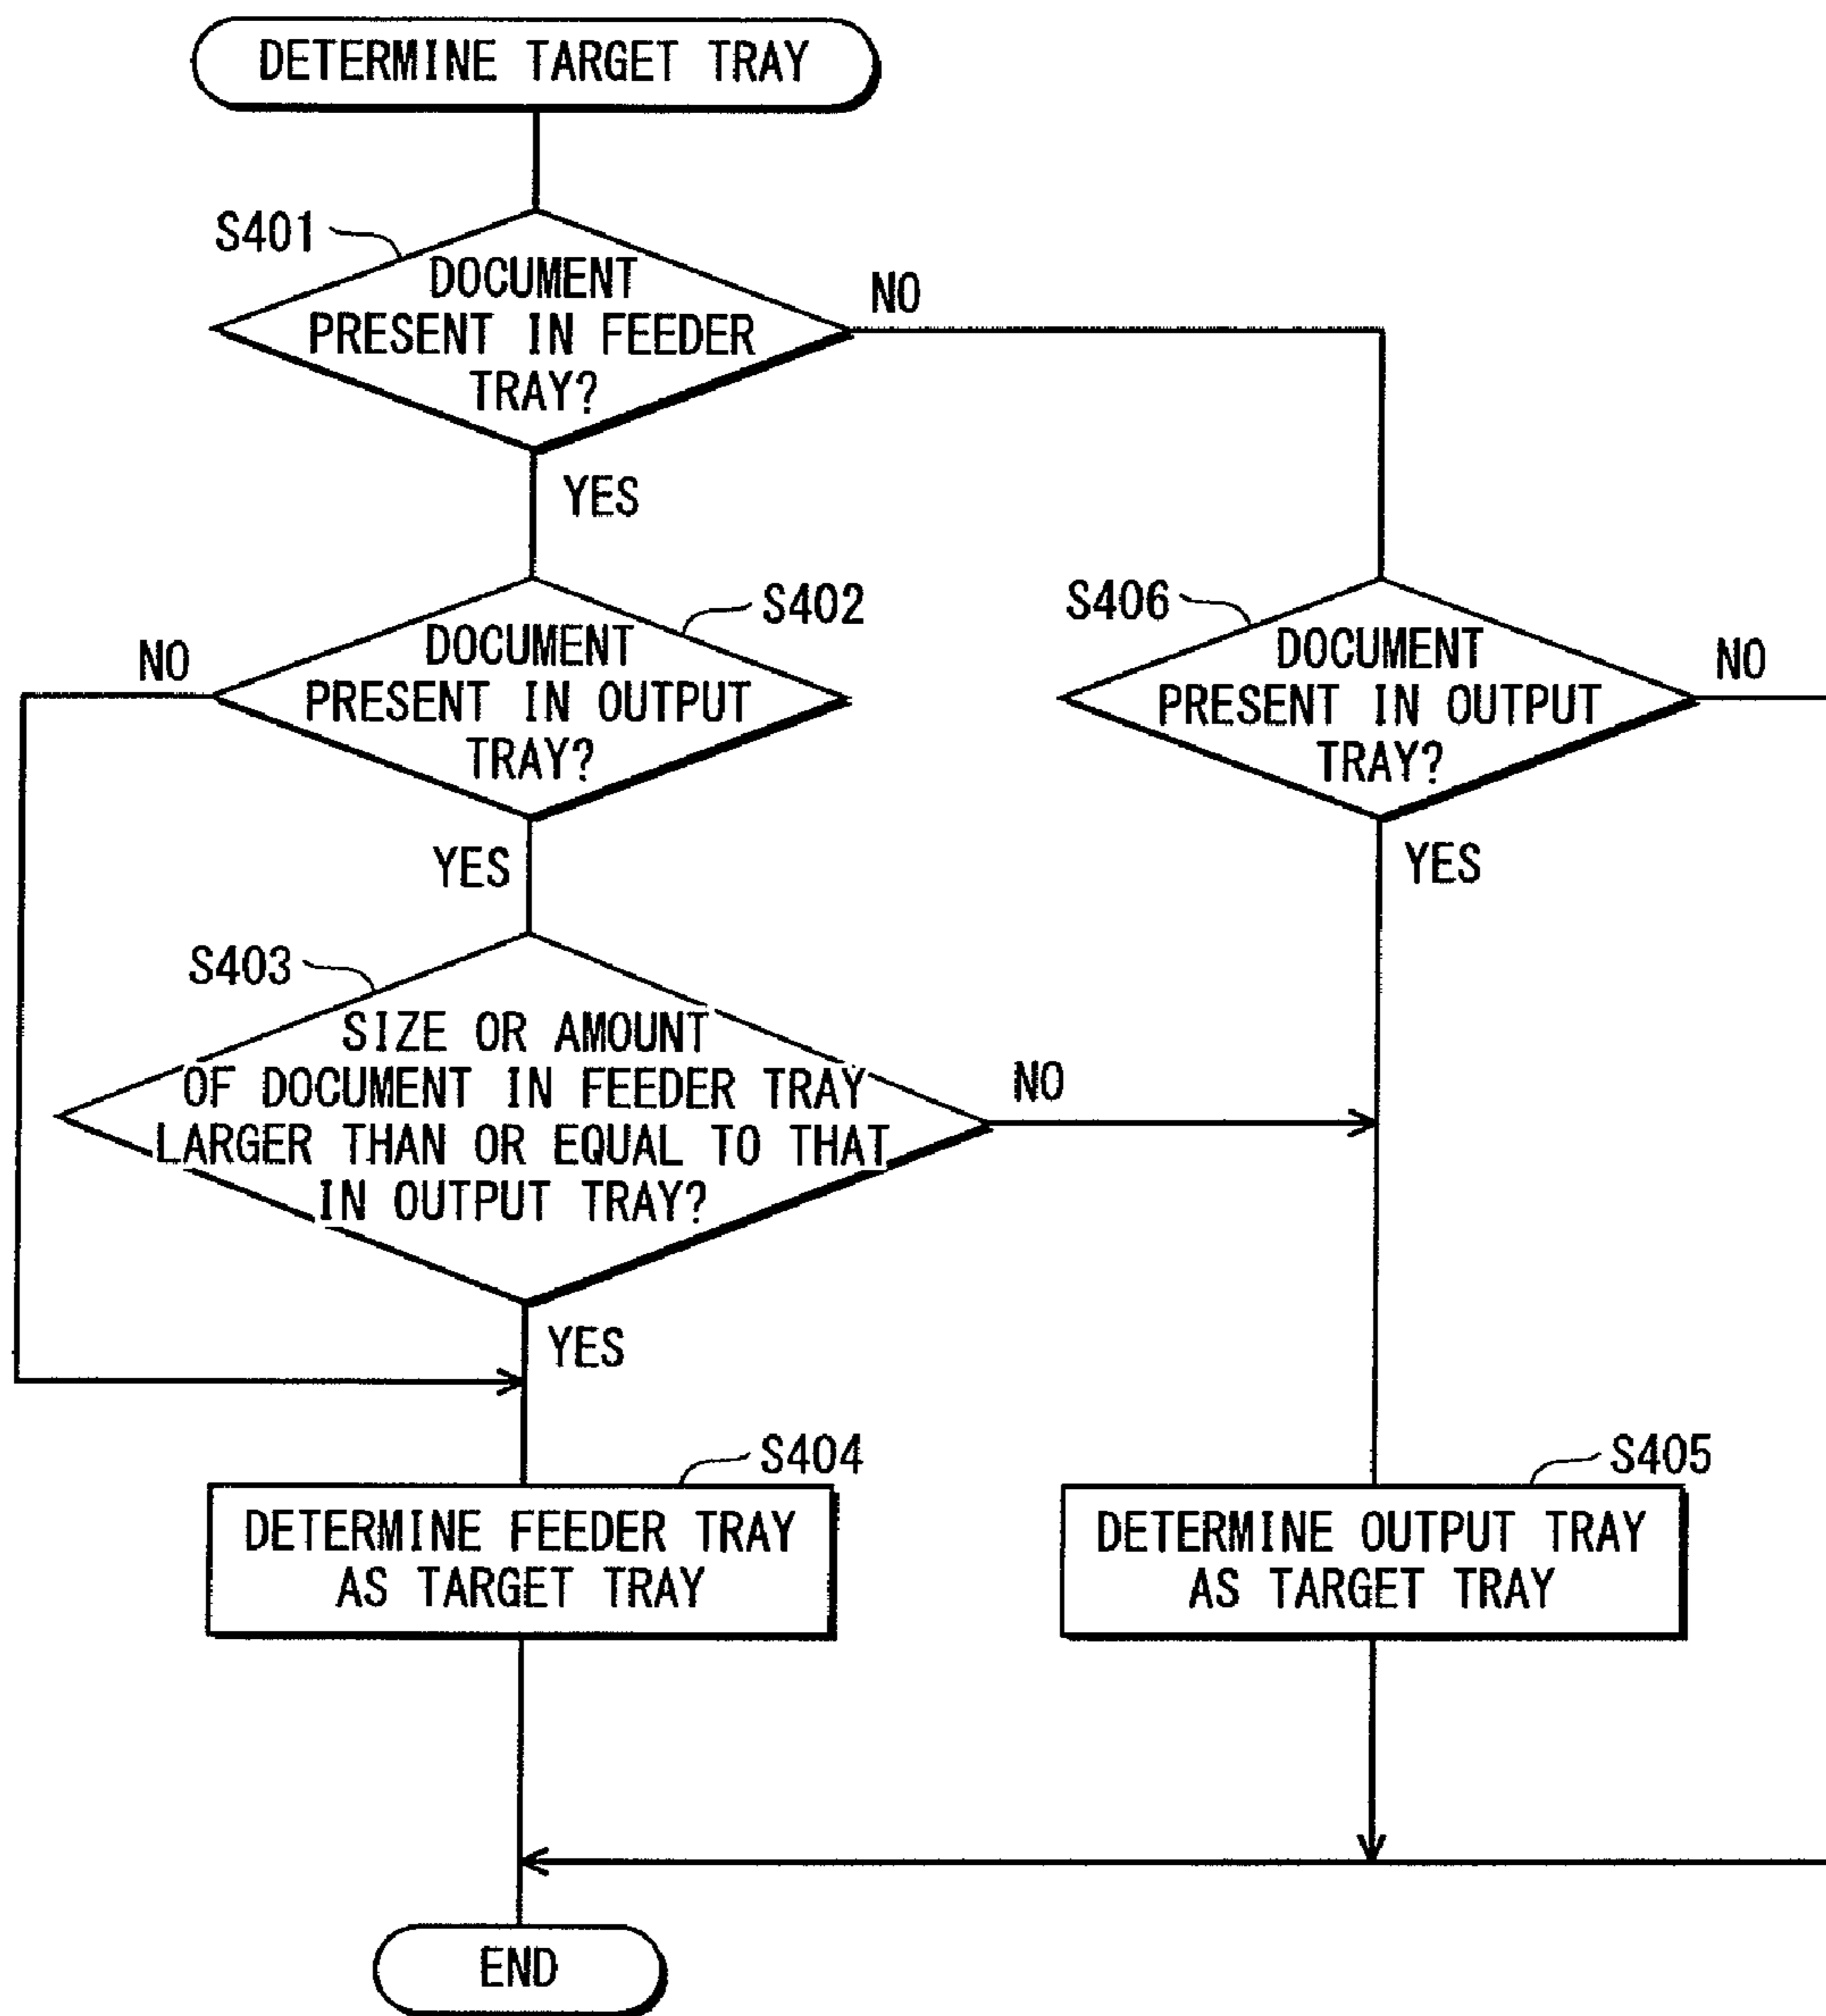 DETERMINE TARGET TRAY
S401
DOCUMENT
PRESENT IN FEEDER
TRAY?
NO
YES
S402
DOCUMENT
PRESENT IN OUTPUT
TRAY?
NO
YES
S406
DOCUMENT
PRESENT IN OUTPUT
TRAY?
NO
YES
S403
SIZE OR AMOUNT
OF DOCUMENT IN FEEDER TRAY
LARGER THAN OR EQUAL TO THAT
IN OUTPUT TRAY?
NO
YES
S404
DETERMINE FEEDER TRAY
AS TARGET TRAY
S405
DETERMINE OUTPUT TRAY
AS TARGET TRAY
END